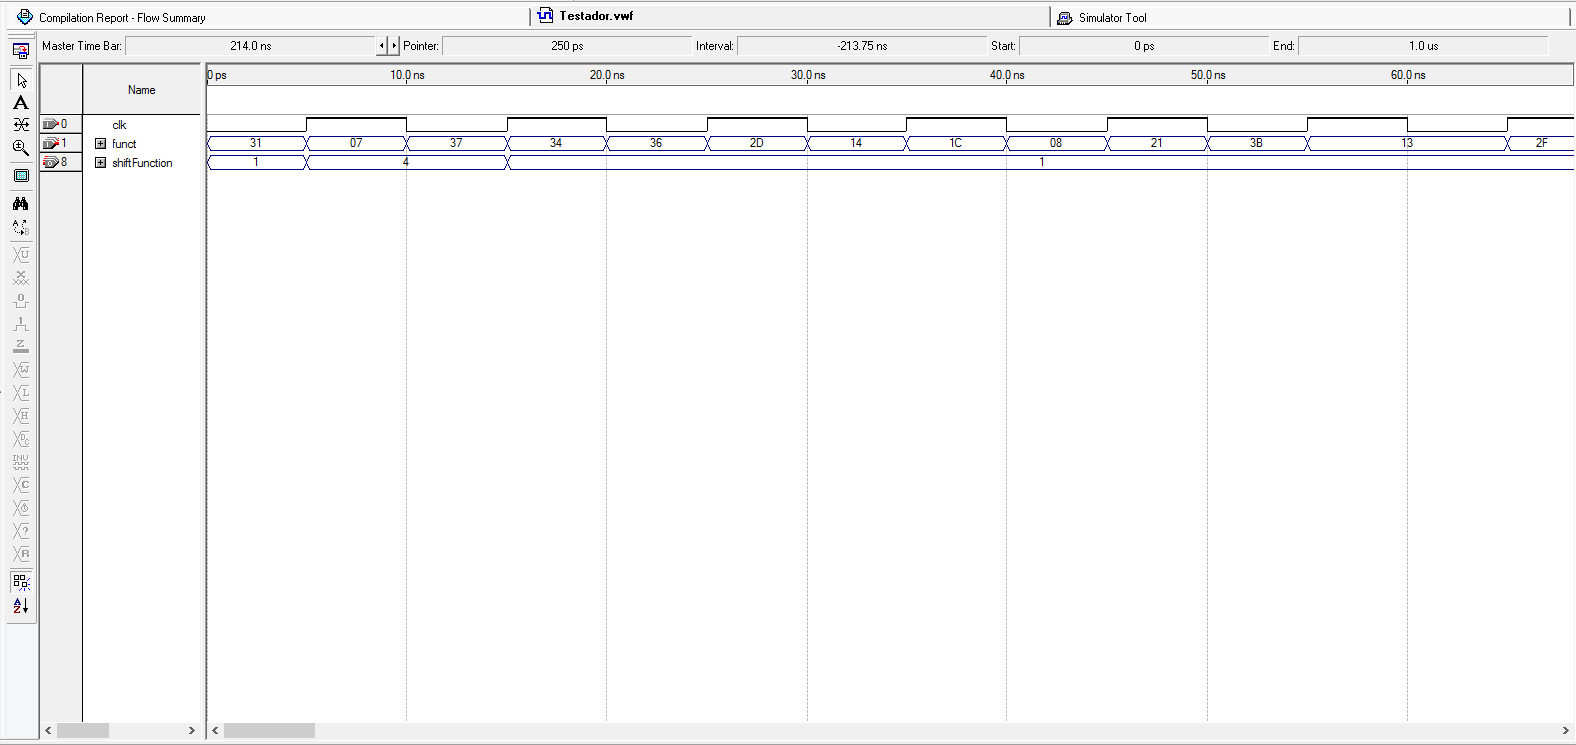 Compilation Report - Flow Summary
Testador.vwf
Simulator Tool
Master Time Bar: 214.0 ns Pointer: 250 ps Interval: -213.75 ns Start: 0 ps End: 1.0 us
Name
0 ps 10.0 ns 20.0 ns 30.0 ns 40.0 ns 50.0 ns 60.0 ns
0 clk
1 funct 31 07 37 34 36 2D 14 1C 08 21 3B 13 2F
8 shiftFunction 1 4 1